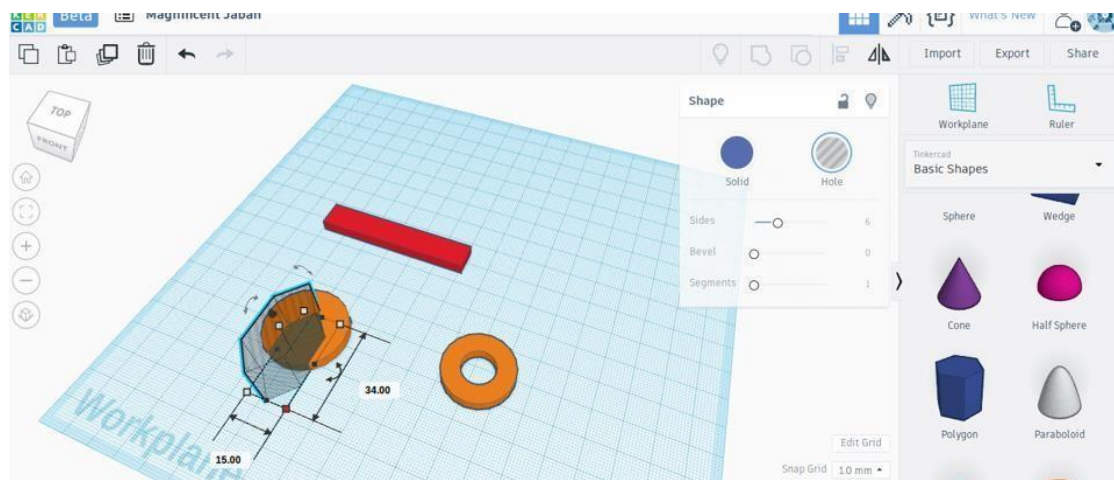 KER
CAD
Beta
Magnificent Jaban
What's New
Import
Export
Share
TOP
FRONT
Shape
Solid
Hole
Sides
6
Bevel
0
Segments
1
Workplane
Ruler
Tinkercad
Basic Shapes
Sphere
Wedge
Cone
Half Sphere
Polygon
Paraboloid
34.00
15.00
Workplane
Edit Grid
Snap Grid
1.0 mm